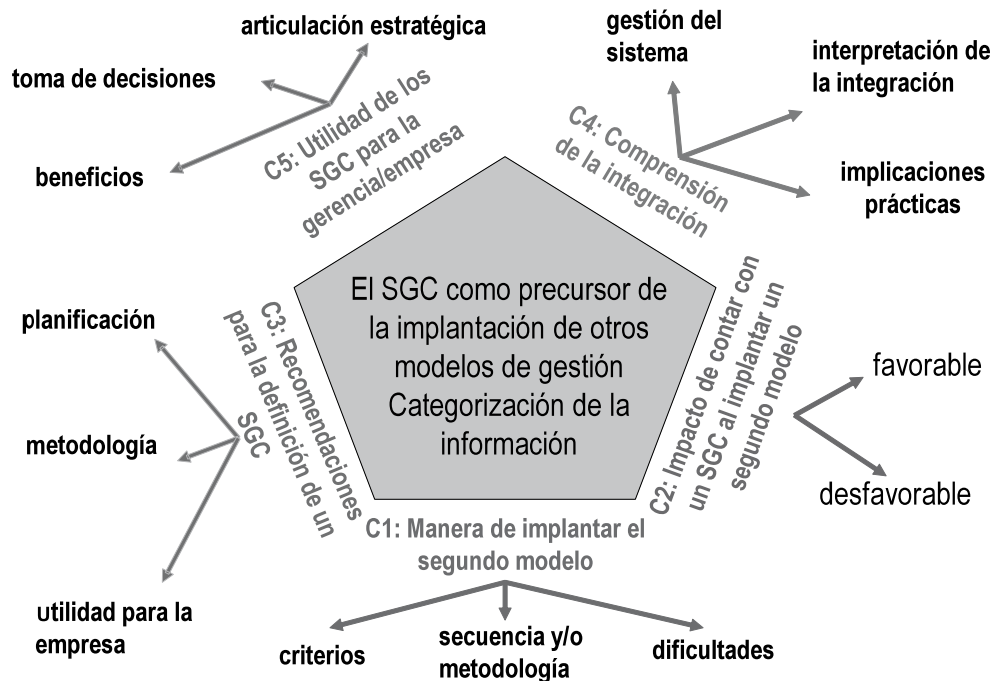 articulación estratégica
toma de decisiones
beneficios
C5: Utilidad de los
SGC para la
gerencia/empresa
gestión del
sistema
interpretación de
la integración
implicaciones
prácticas
C4: Comprensión
de la integración
El SGC como precursor de
la implantación de otros
modelos de gestión
Categorización de la
información
planificación
metodología
utilidad para la
empresa
C3: Recomendaciones
para la definición de un
SGC
C2: Impacto de contar con
un SGC al implantar un
segundo modelo
favorable
desfavorable
C1: Manera de implantar el
segundo modelo
criterios
secuencia y/o
metodología
dificultades